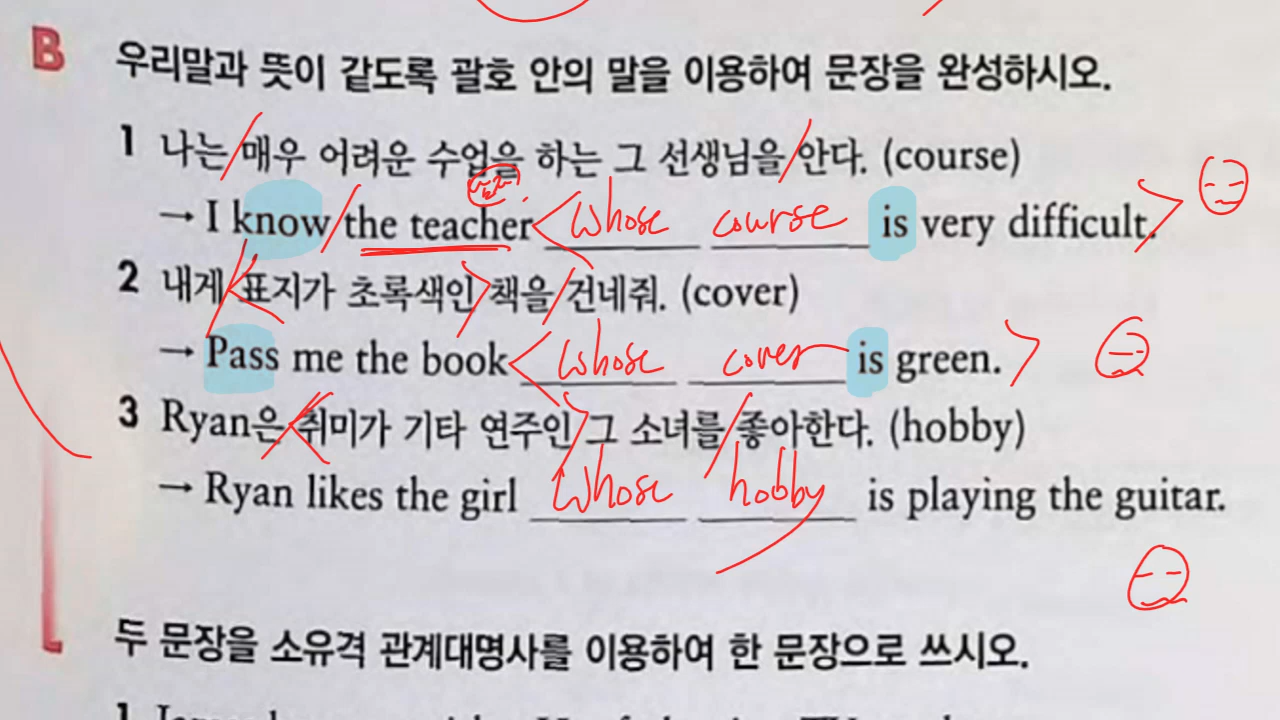 B 우리말과 뜻이 같도록 괄호 안의 말을 이용하여 문장을 완성하시오.
1 나는 매우 어려운 수업을 하는 그 선생님을 안다. (course)
→ I know the teacher whose course is very difficult.
2 내게 표지가 초록색인 책을 건네줘. (cover)
→ Pass me the book whose cover is green.
3 Ryan은 취미가 기타 연주인 그 소녀를 좋아한다. (hobby)
→ Ryan likes the girl whose hobby is playing the guitar.
두 문장을 소유격 관계대명사를 이용하여 한 문장으로 쓰시오.
1